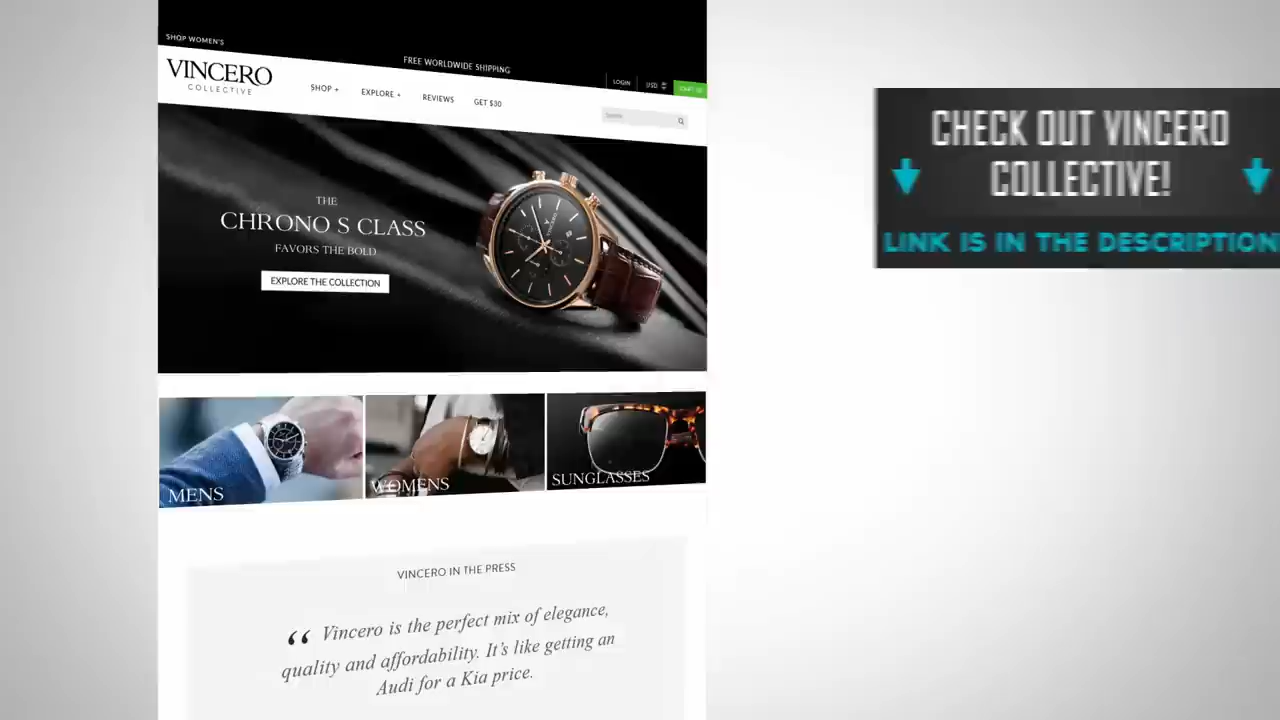 SHOP WOMEN'S
FREE WORLDWIDE SHIPPING
LOGIN
USD
VINCERO
COLLECTIVE
SHOP +
EXPLORE +
REVIEWS
GET $30
THE
CHRONO S CLASS
FAVORS THE BOLD
EXPLORE THE COLLECTION
VINCERO
MENS
WOMENS
SUNGLASSES
VINCERO IN THE PRESS
“ Vincero is the perfect mix of elegance,
quality and affordability. It’s like getting an
Audi for a Kia price.
CHECK OUT VINCERO
COLLECTIVE!
LINK IS IN THE DESCRIPTION